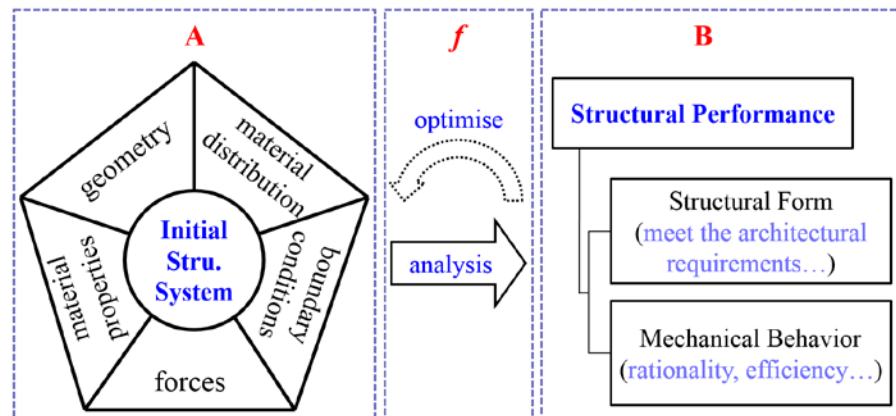 A
geometry
material
distribution
Initial
Stru.
System
material
properties
boundary
conditions
forces
f
optimise
analysis
B
Structural Performance
Structural Form
(meet the architectural
requirements…)
Mechanical Behavior
(rationality, efficiency…)